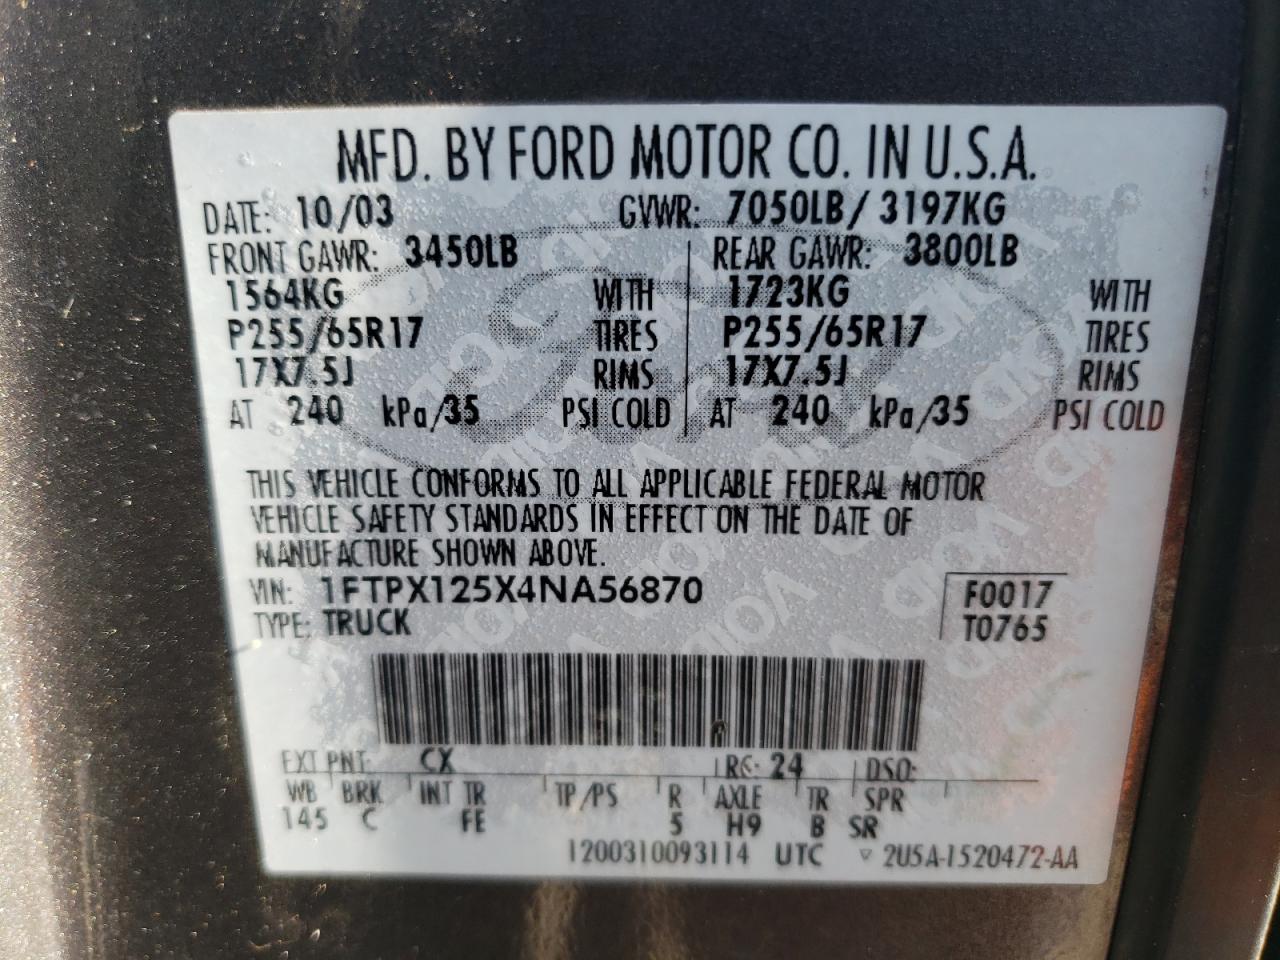 MFD. BY FORD MOTOR CO. IN U.S.A.
DATE: 10/03 GVWR: 7050LB / 3197KG
FRONT GAWR: 3450LB REAR GAWR: 3800LB
1564KG WITH 1723KG WITH
P255/65R17 TIRES P255/65R17 TIRES
17X7.5J RIMS 17X7.5J RIMS
AT 240 kPa/35 PSI COLD AT 240 kPa/35 PSI COLD
THIS VEHICLE CONFORMS TO ALL APPLICABLE FEDERAL MOTOR
VEHICLE SAFETY STANDARDS IN EFFECT ON THE DATE OF
MANUFACTURE SHOWN ABOVE.
VIN: 1FTPX125X4NA56870 F0017
TYPE: TRUCK T0765
EXT PNT: CX RC: 24 DSO:
WB BRK INT TR TP/PS R AXLE TR SPR
145 C FE 5 H9 B SR
1200310093114 UTC ▽ 2U5A-1520472-AA